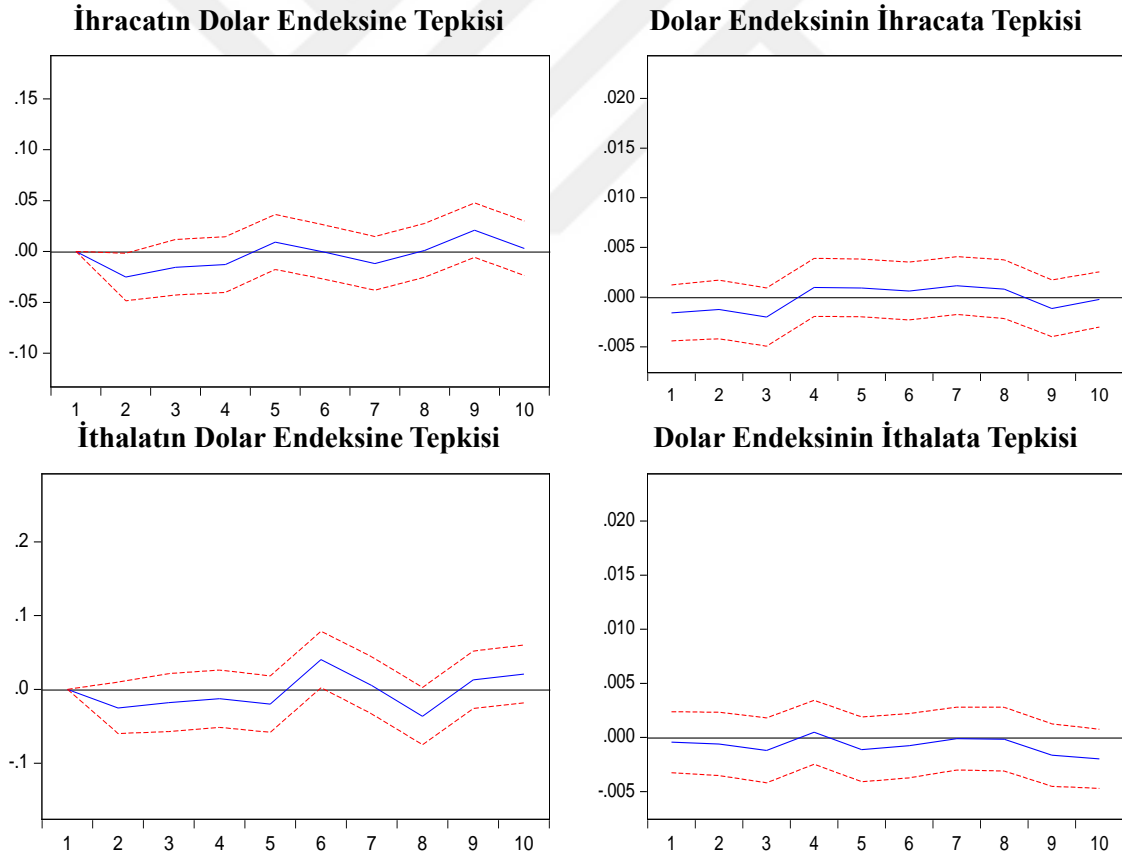 İhracatın Dolar Endeksine Tepkisi
.15
.10
.05
.00
-.05
-.10
1 2 3 4 5 6 7 8 9 10
Dolar Endeksinin İhracata Tepkisi
.020
.015
.010
.005
.000
-.005
1 2 3 4 5 6 7 8 9 10
İthalatın Dolar Endeksine Tepkisi
.2
.1
.0
-.1
1 2 3 4 5 6 7 8 9 10
Dolar Endeksinin İthalata Tepkisi
.020
.015
.010
.005
.000
-.005
1 2 3 4 5 6 7 8 9 10